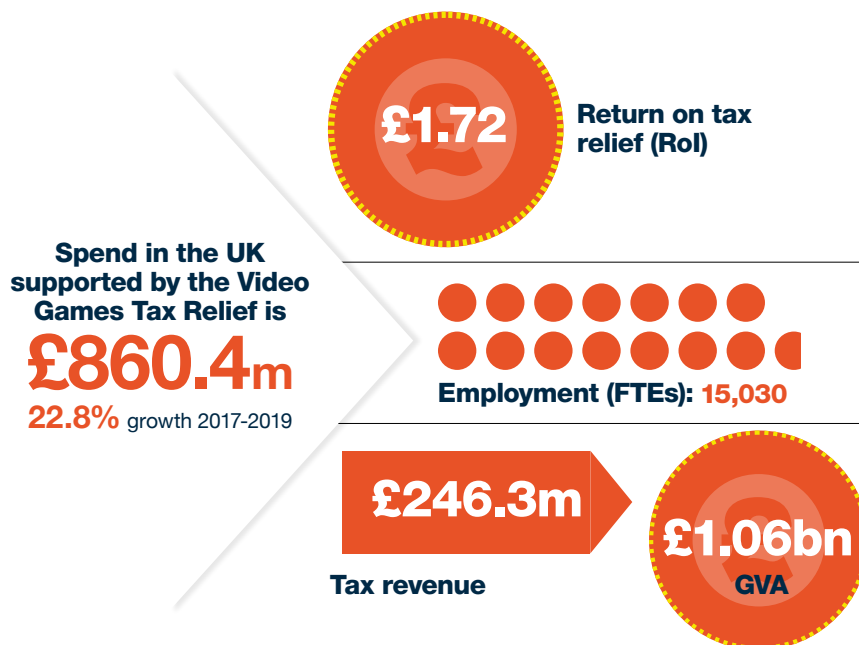 £1.72
Return on tax
relief (RoI)
Spend in the UK
supported by the Video
Games Tax Relief is
£860.4m
22.8% growth 2017-2019
Employment (FTEs): 15,030
£246.3m
Tax revenue
£1.06bn
GVA